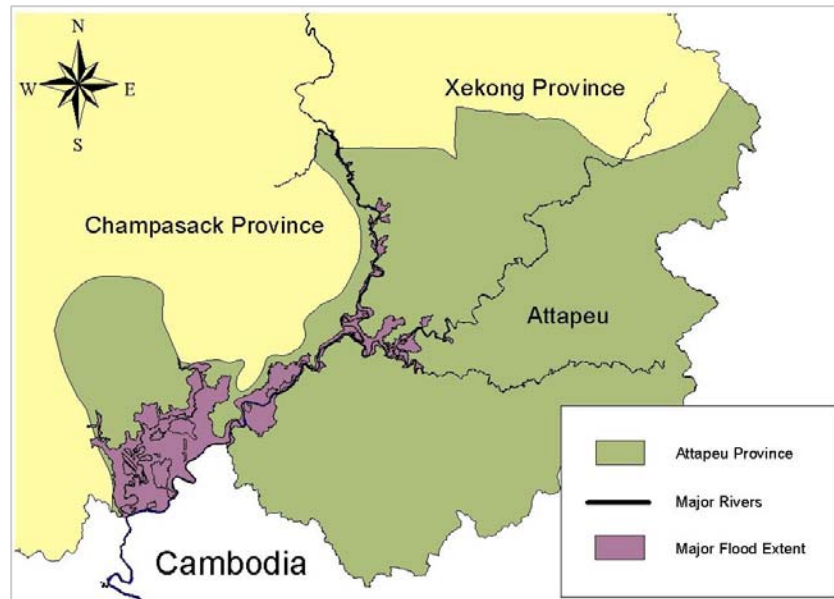 N
W E
S
Xekong Province
Champasack Province
Attapeu
Cambodia
Attapeu Province
Major Rivers
Major Flood Extent